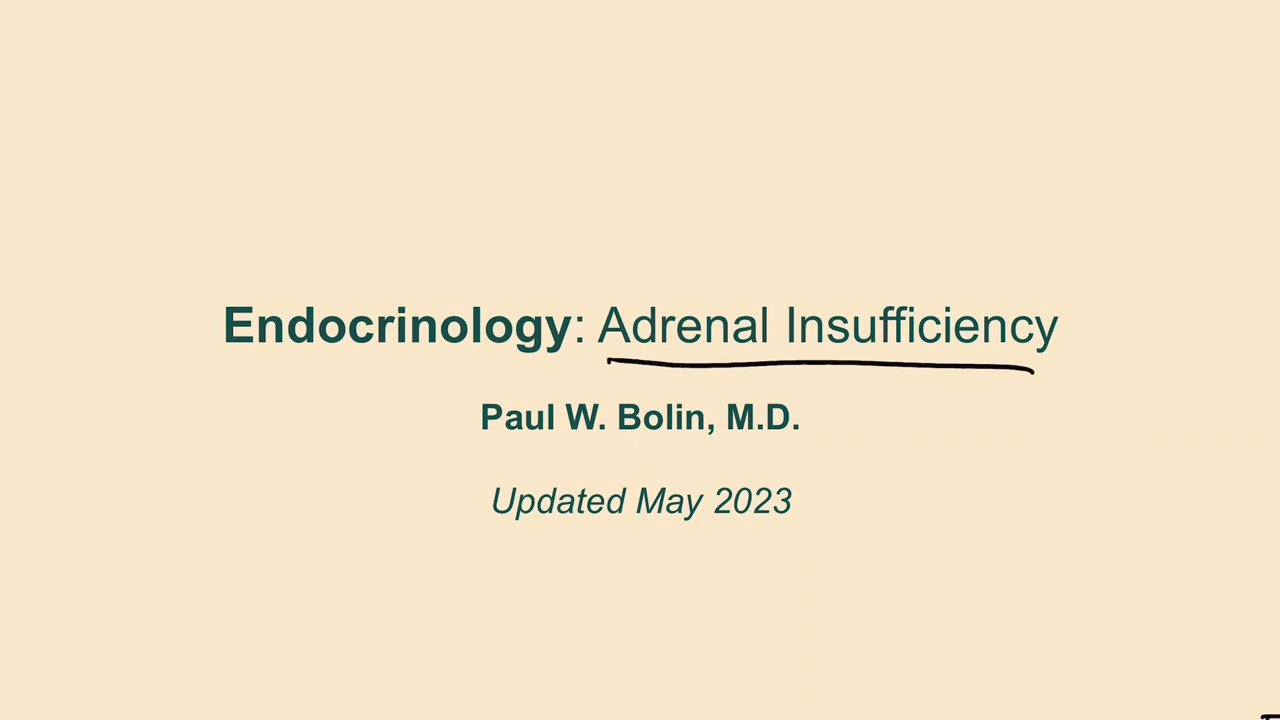 Endocrinology: Adrenal Insufficiency
Paul W. Bolin, M.D.
Updated May 2023